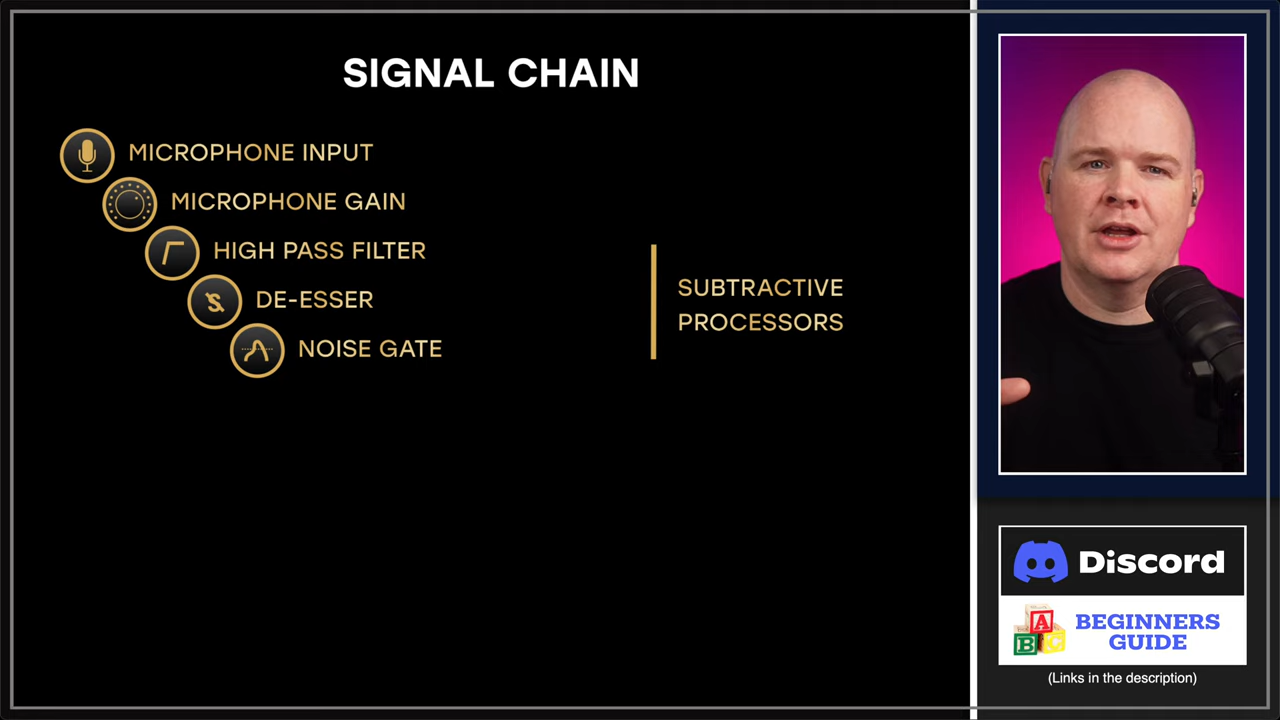 SIGNAL CHAIN
MICROPHONE INPUT
MICROPHONE GAIN
HIGH PASS FILTER
DE-ESSER
NOISE GATE
SUBTRACTIVE
PROCESSORS
Discord
A
B
C
BEGINNERS
GUIDE
(Links in the description)